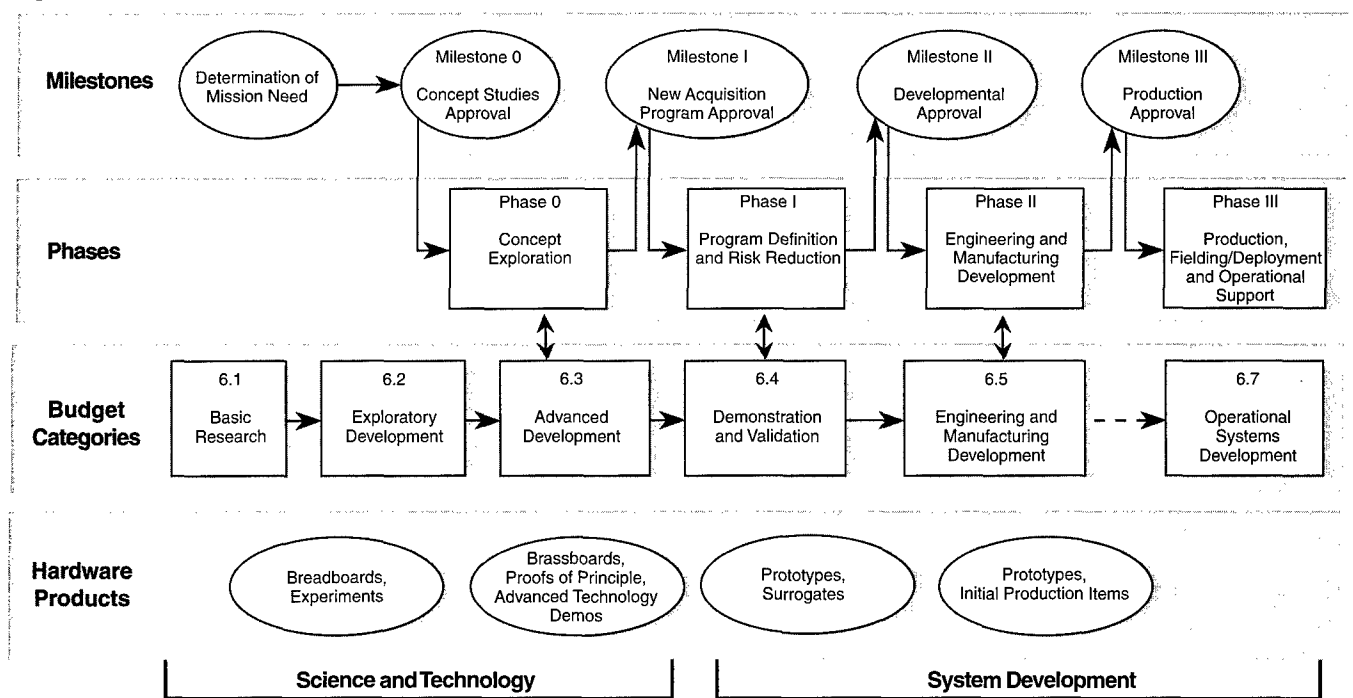 Milestones
Determination of
Mission Need
Milestone 0
Concept Studies
Approval
Milestone I
New Acquisition
Program Approval
Milestone II
Developmental
Approval
Milestone III
Production
Approval
Phases
Phase 0
Concept
Exploration
Phase I
Program Definition
and Risk Reduction
Phase II
Engineering and
Manufacturing
Development
Phase III
Production,
Fielding/Deployment
and Operational
Support
Budget
Categories
6.1
Basic
Research
6.2
Exploratory
Development
6.3
Advanced
Development
6.4
Demonstration
and Validation
6.5
Engineering and
Manufacturing
Development
6.7
Operational
Systems
Development
Hardware
Products
Breadboards,
Experiments
Brassboards,
Proofs of Principle,
Advanced Technology
Demos
Prototypes,
Surrogates
Prototypes,
Initial Production Items
Science and Technology
System Development